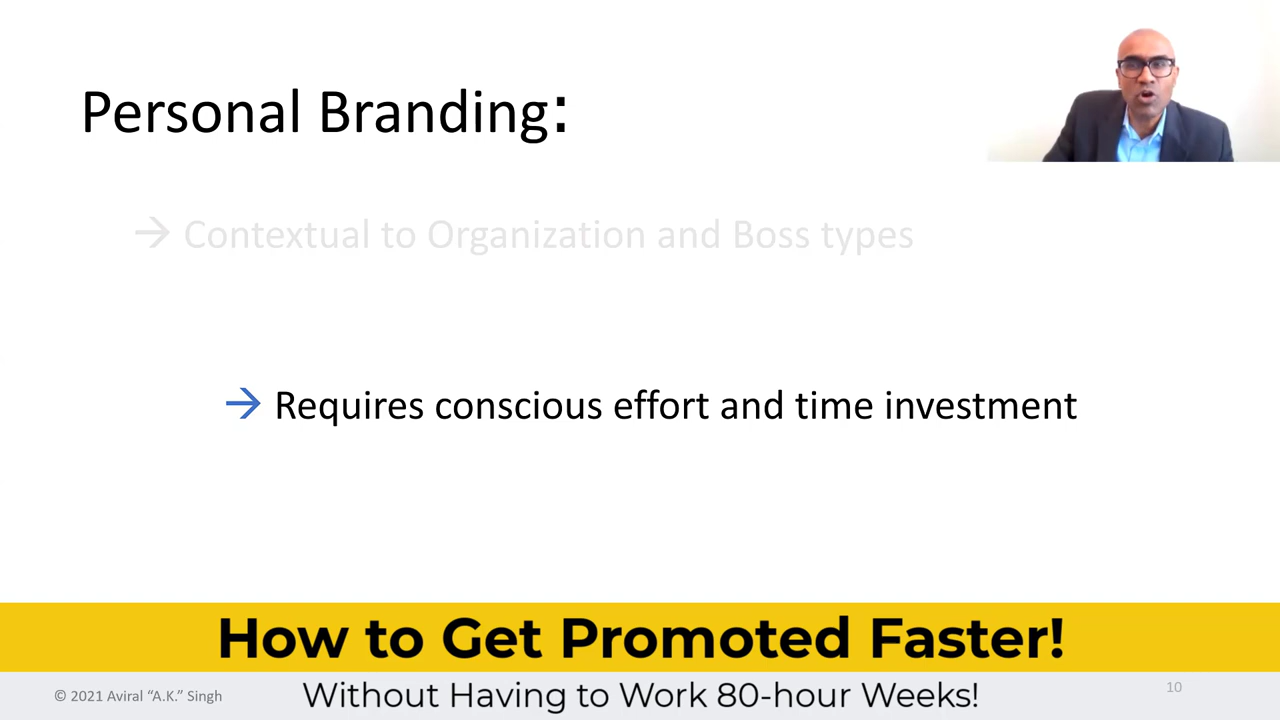 Personal Branding:
→ Contextual to Organization and Boss types
→ Requires conscious effort and time investment
How to Get Promoted Faster!
© 2021 Aviral “A.K.” Singh
Without Having to Work 80-hour Weeks!
10